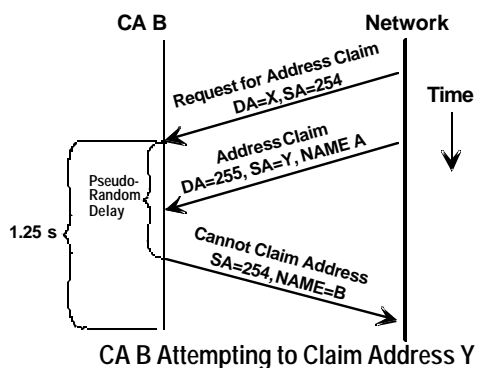 CA B
Network
Request for Address Claim
DA=X, SA=254
Time
Address Claim
DA=255, SA=Y, NAME A
Pseudo-
Random
Delay
1.25 s
Cannot Claim Address
SA=254, NAME=B
CA B Attempting to Claim Address Y